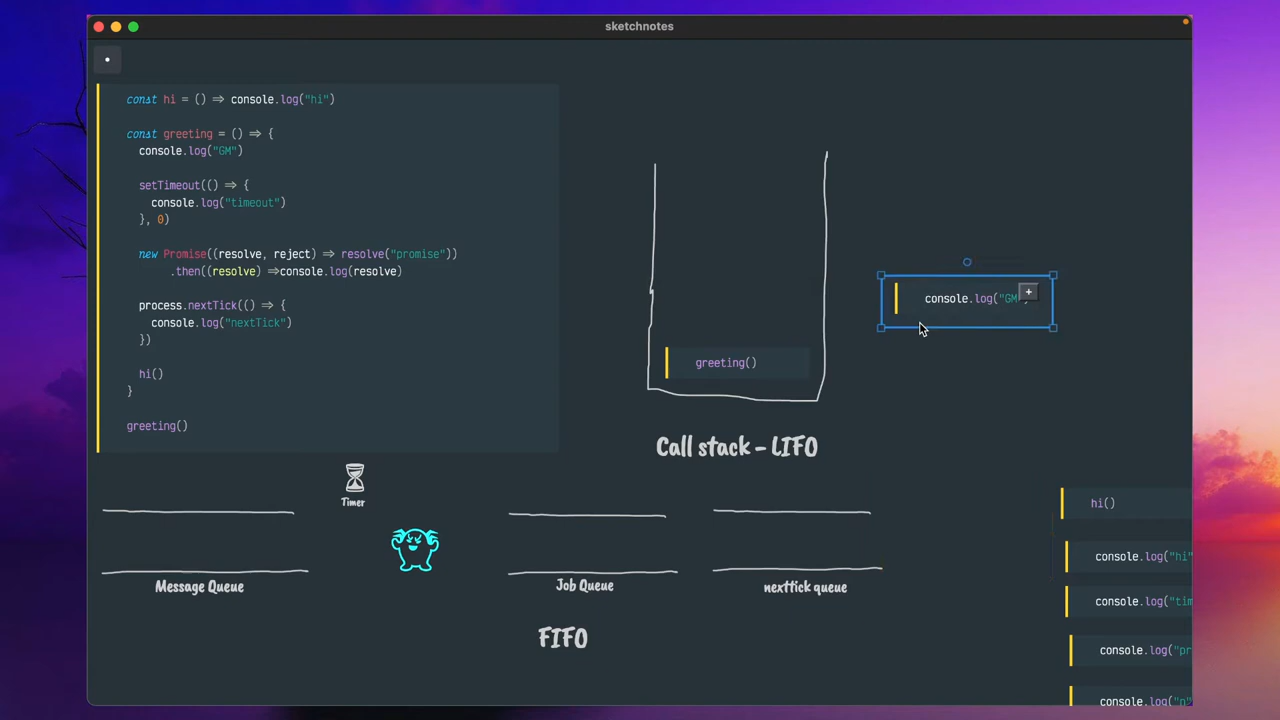 sketchnotes
const hi = () ⇒ console.log("hi")
const greeting = () ⇒ {
console.log("GM")
setTimeout(() ⇒ {
console.log("timeout")
}, 0)
new Promise((resolve, reject) ⇒ resolve("promise"))
.then((resolve) ⇒console.log(resolve)
process.nextTick(() ⇒ {
console.log("nextTick")
})
hi()
}
greeting()
console.log("GM")
+
greeting()
Call stack - LIFO
Timer
Message Queue
Job Queue
nexttick queue
FIFO
hi()
console.log("hi"
console.log("tim
console.log("pr
console.log("n"